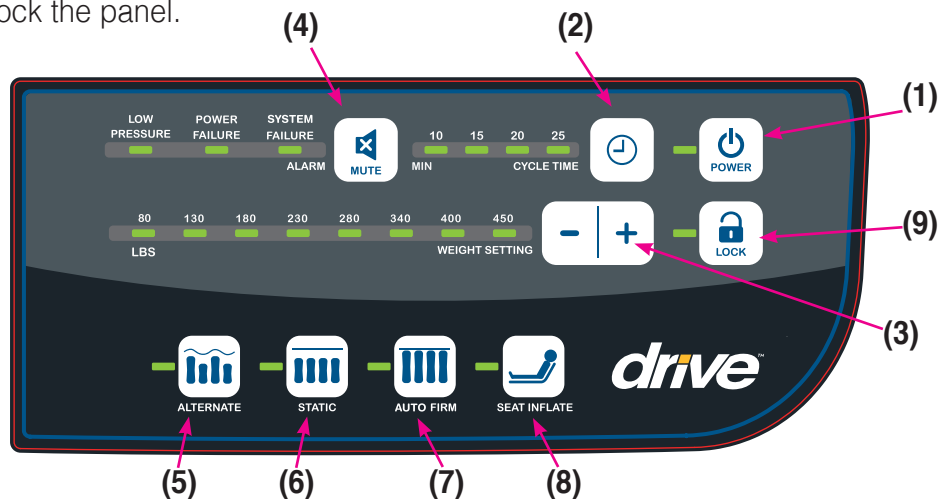 ock the panel.
(4)
(2)
(1)
LOW PRESSURE
POWER FAILURE
SYSTEM FAILURE
ALARM
MUTE
10 15 20 25
MIN
CYCLE TIME
POWER
80 130 180 230 280 340 400 450
LBS
WEIGHT SETTING
- +
LOCK
(9)
(3)
ALTERNATE
STATIC
AUTO FIRM
SEAT INFLATE
drive™
(5)
(6)
(7)
(8)